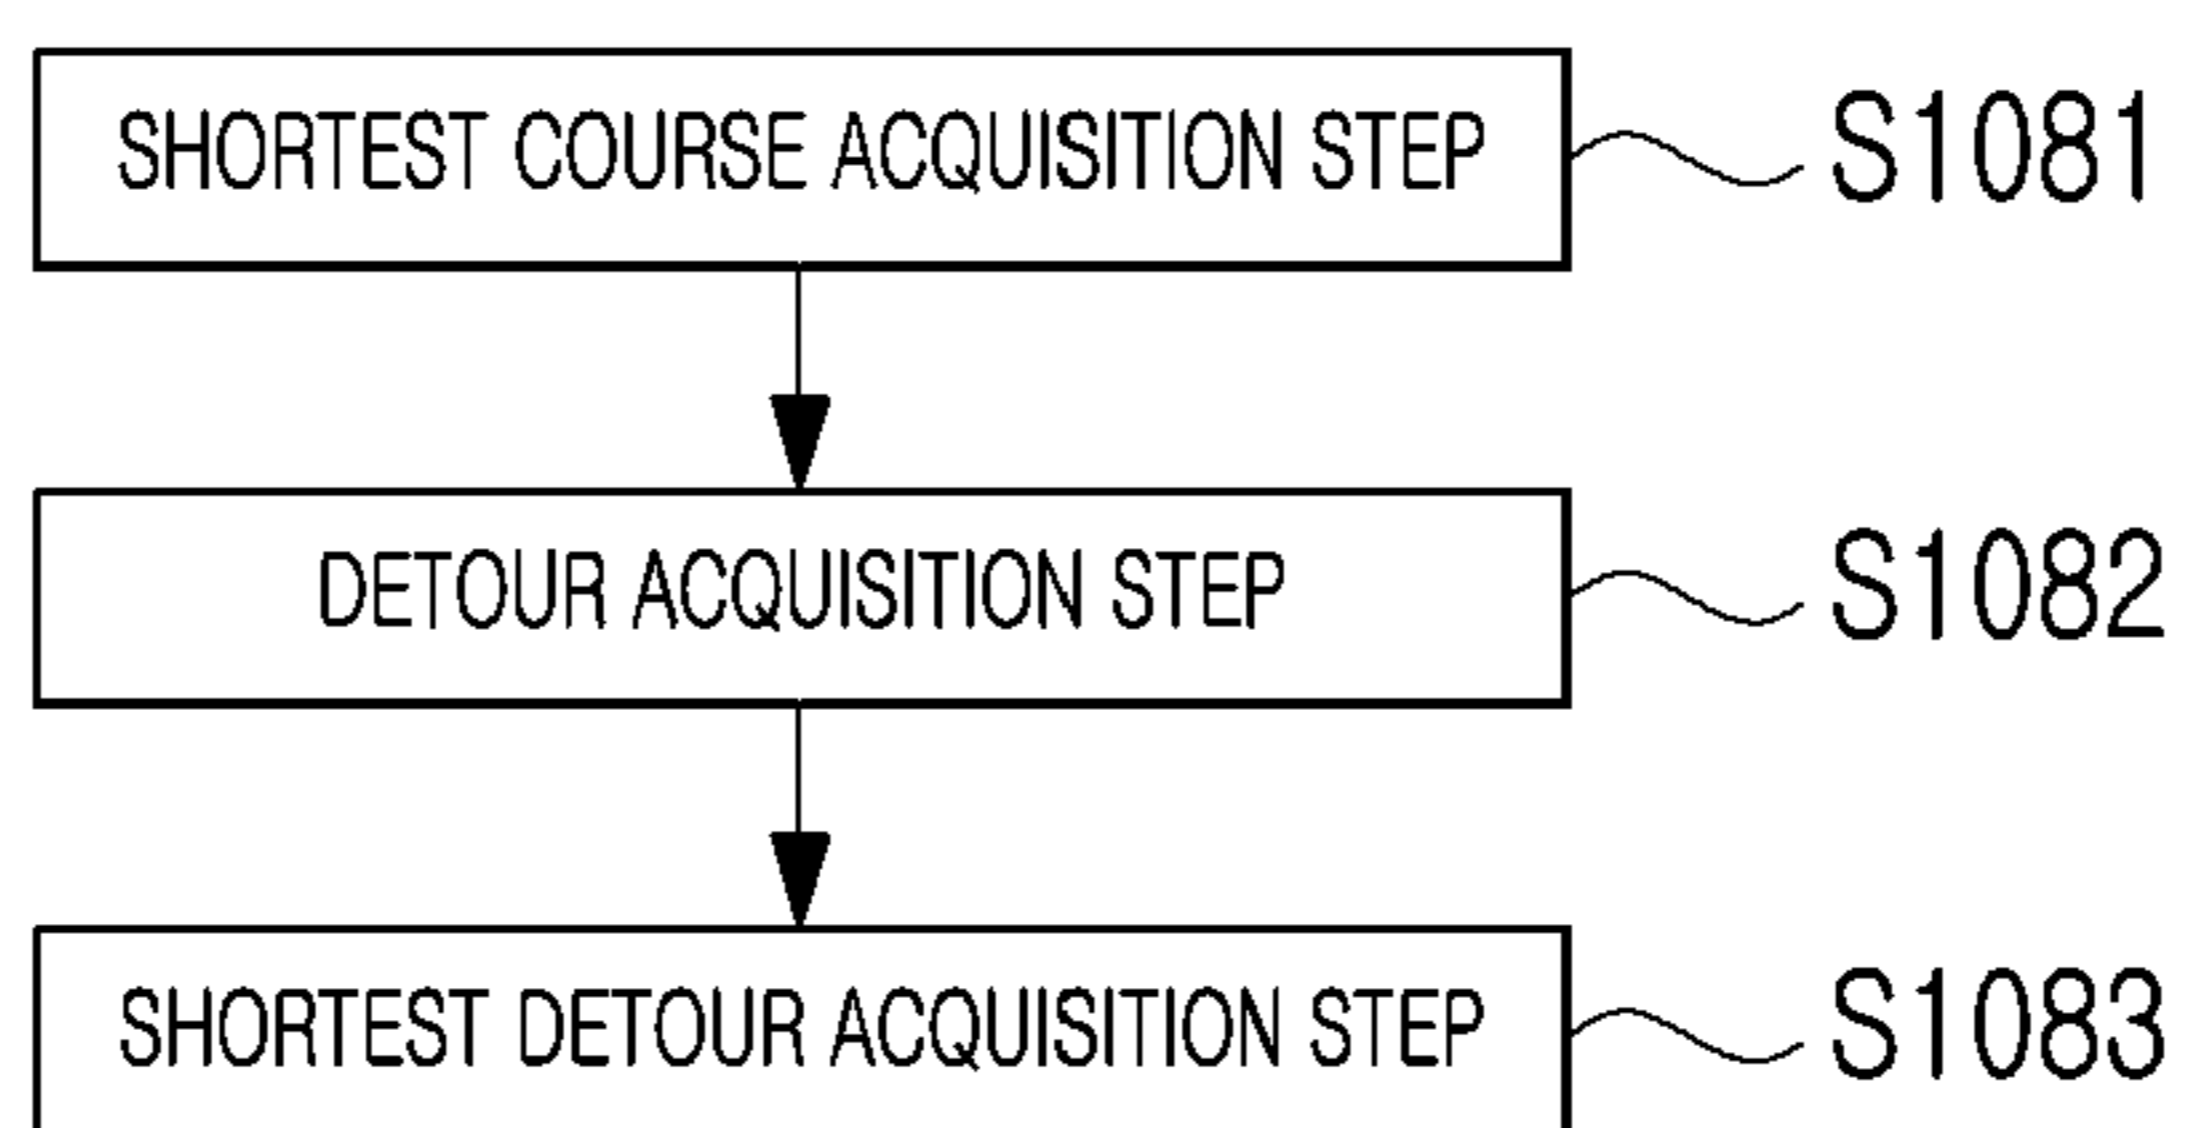 SHORTEST COURSE ACQUISITION STEP S1081
DETOUR ACQUISITION STEP S1082
SHORTEST DETOUR ACQUISITION STEP S1083